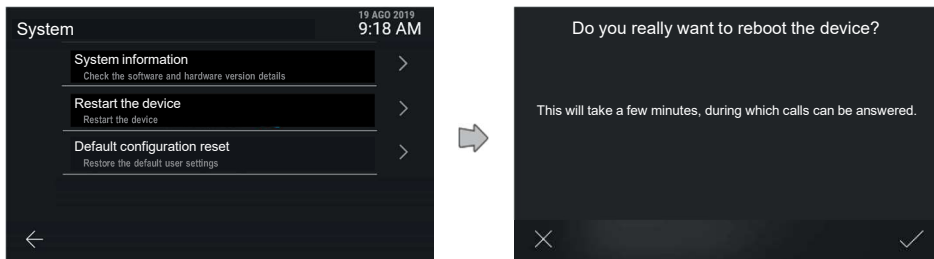 19 AGO 2019
System 9:18 AM
System information
Check the software and hardware version details
Restart the device
Restart the device
Default configuration reset
Restore the default user settings
Do you really want to reboot the device?
This will take a few minutes, during which calls can be answered.